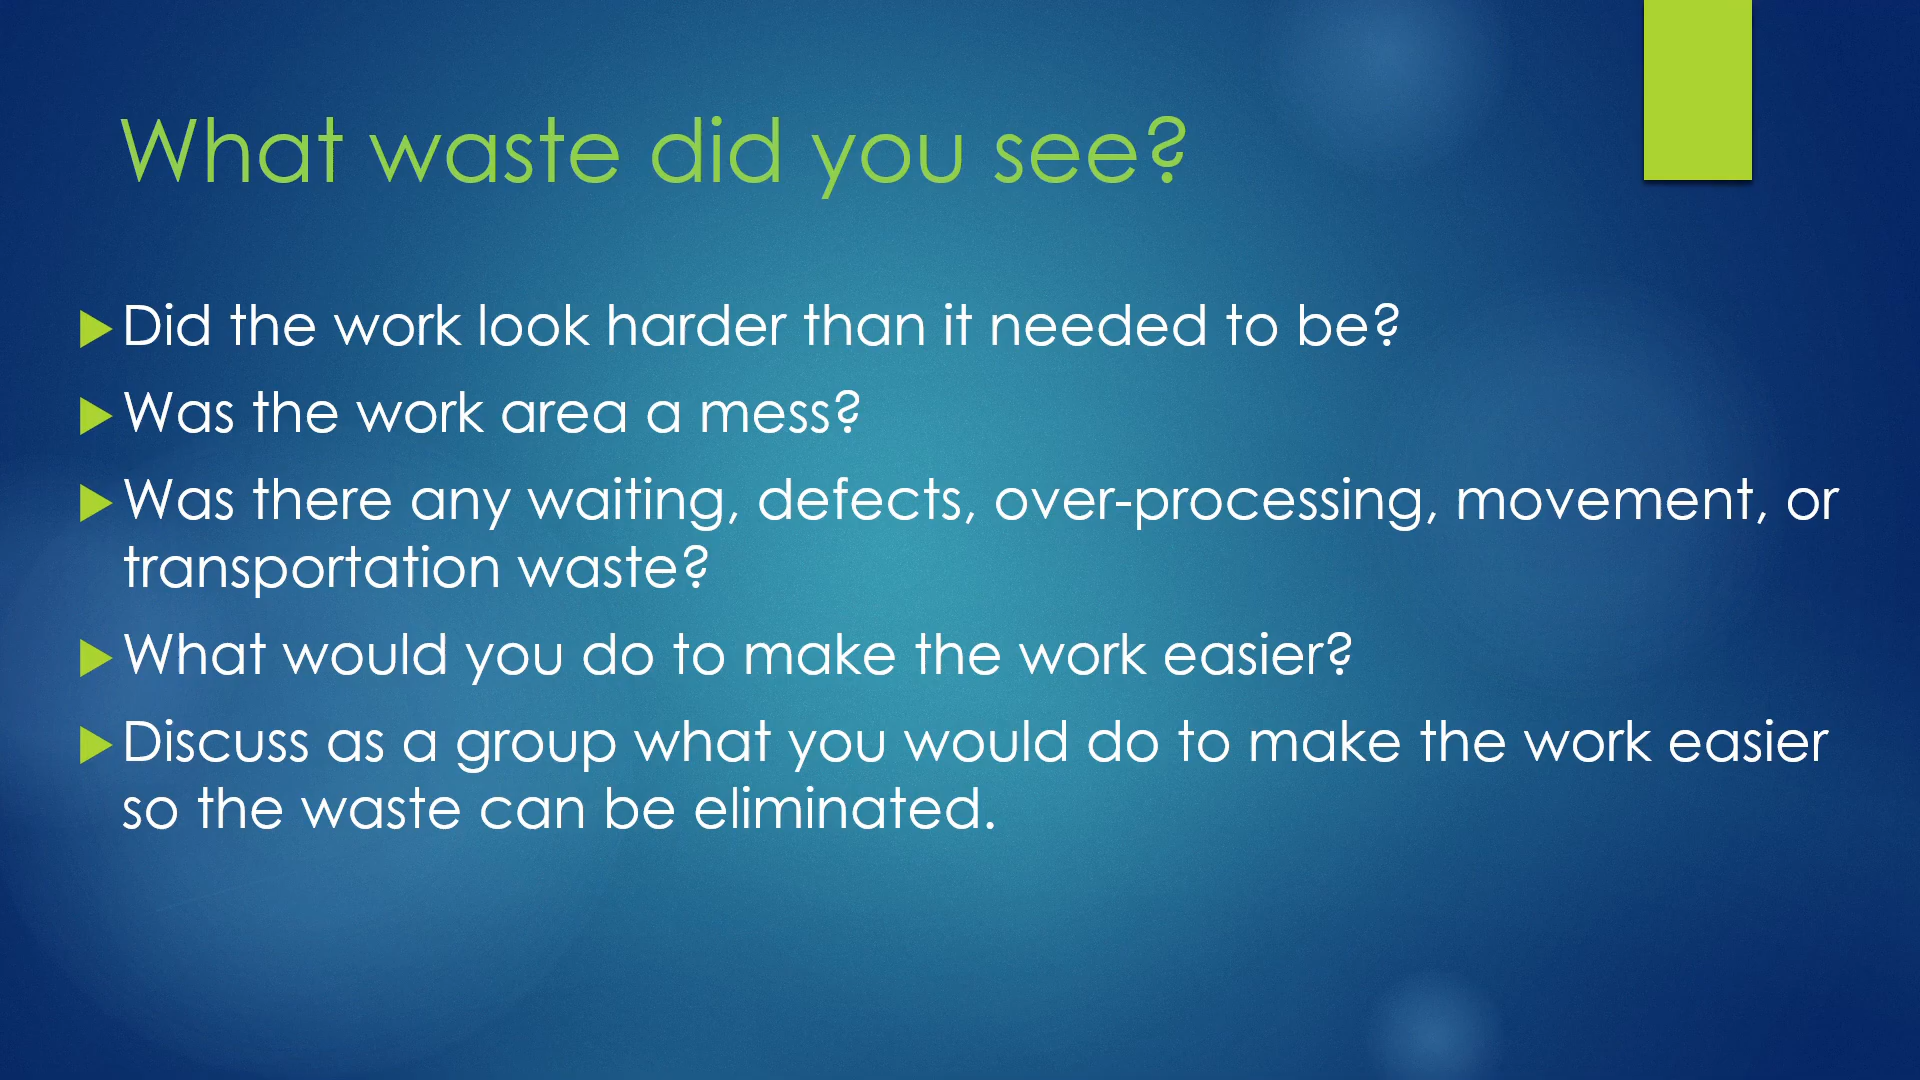 What waste did you see?
Did the work look harder than it needed to be?
Was the work area a mess?
Was there any waiting, defects, over-processing, movement, or
transportation waste?
What would you do to make the work easier?
Discuss as a group what you would do to make the work easier
so the waste can be eliminated.